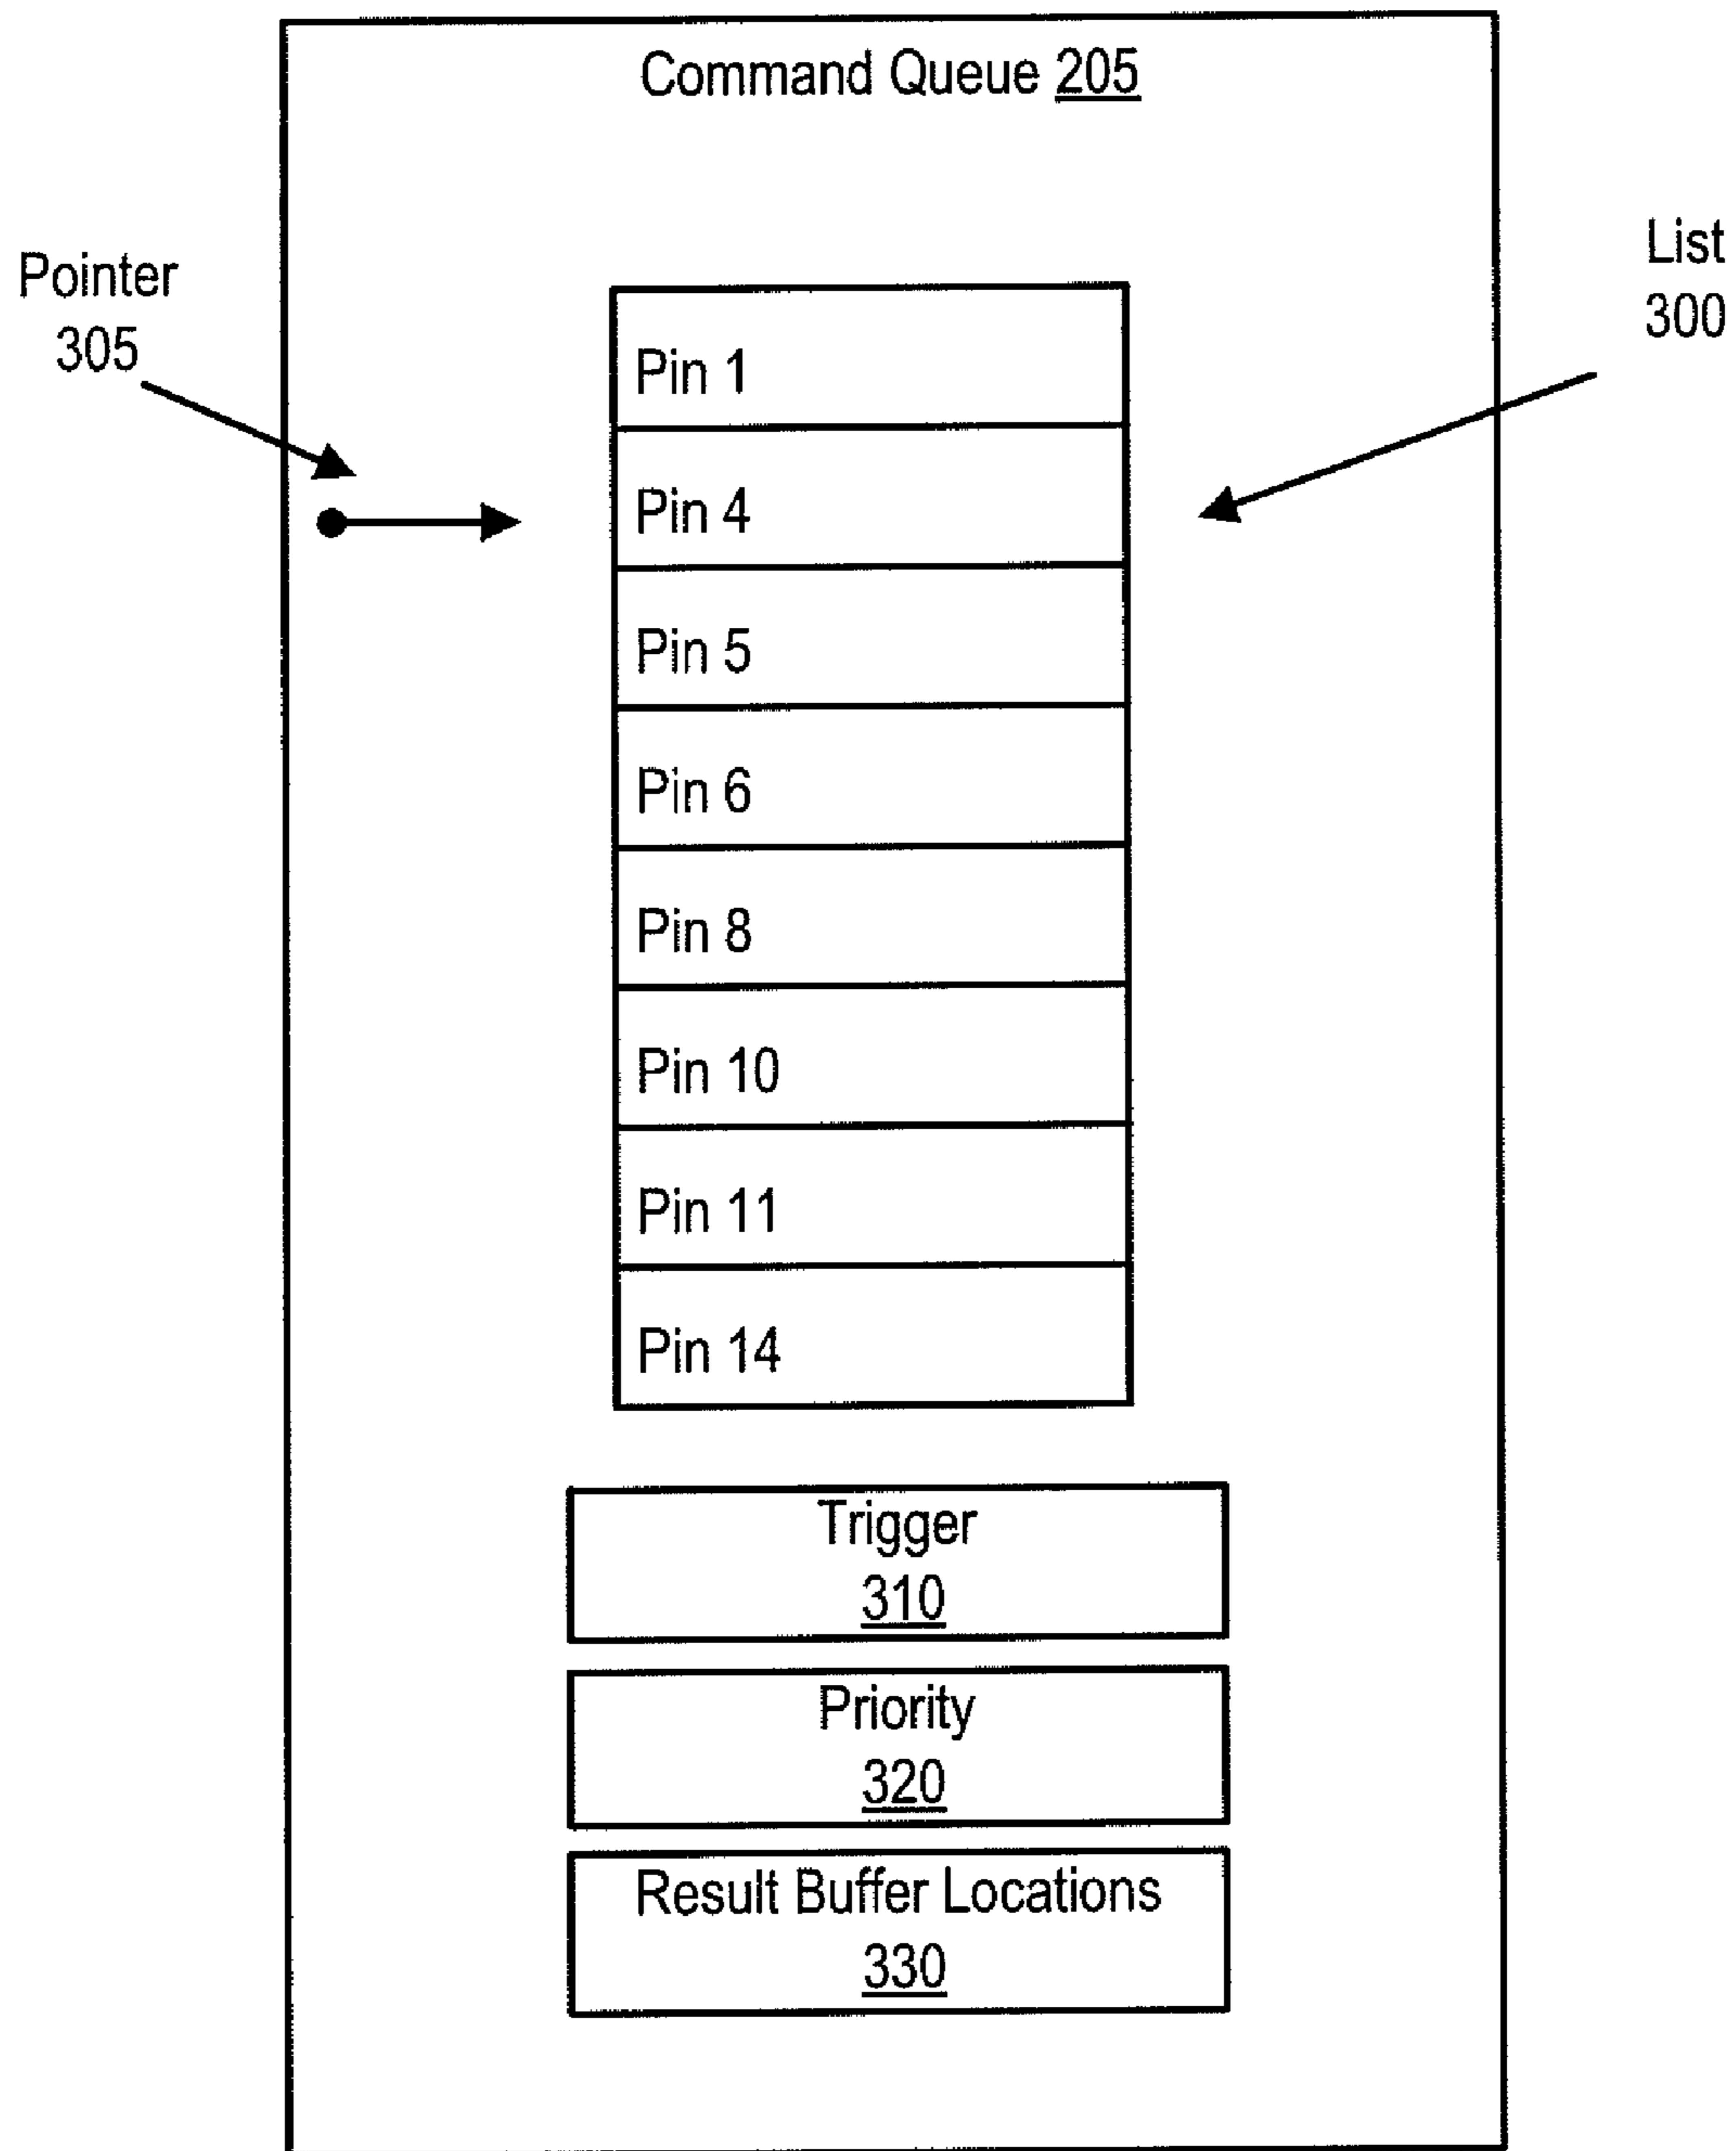 Command Queue 205
Pointer
305
List
300
Pin 1
Pin 4
Pin 5
Pin 6
Pin 8
Pin 10
Pin 11
Pin 14
Trigger
310
Priority
320
Result Buffer Locations
330